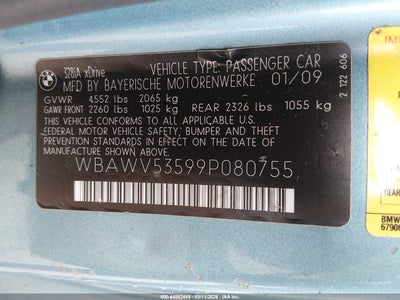 328iA xDrive
VEHICLE TYPE: PASSENGER CAR
MFD BY BAYERISCHE MOTORENWERKE 01/09
GVWR 4552 lbs 2065 kg
GAWR FRONT 2260 lbs 1025 kg REAR 2326 lbs 1055 kg
THIS VEHICLE CONFORMS TO ALL APPLICABLE U.S.
FEDERAL MOTOR VEHICLE SAFETY, BUMPER AND THEFT
PREVENTION STANDARDS IN EFFECT ON THE DATE OF
MANUFACTURE SHOWN ABOVE.
WBAWV53599P080755
2 122 606
REAR
BMW